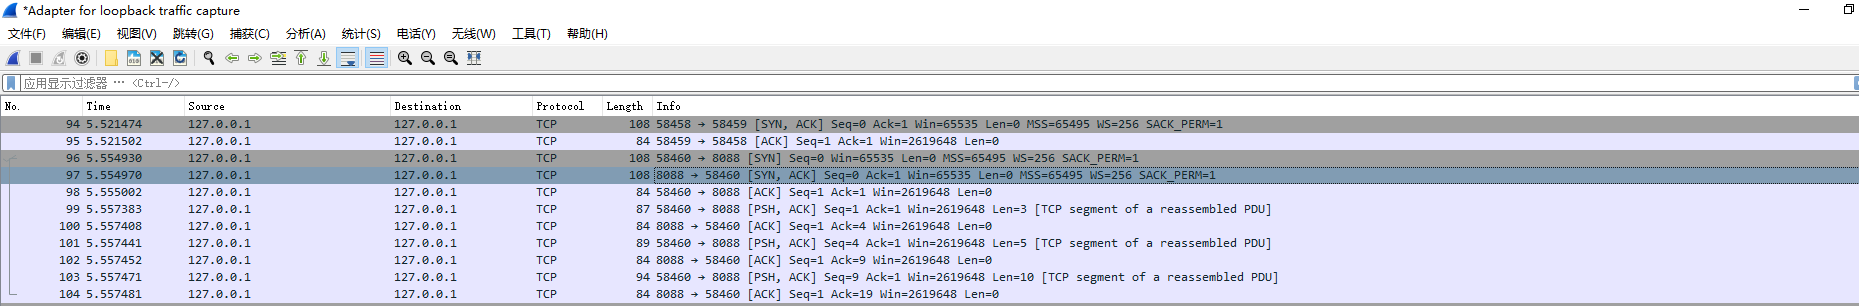 *Adapter for loopback traffic capture
文件(F) 编辑(E) 视图(V) 跳转(G) 捕获(C) 分析(A) 统计(S) 电话(Y) 无线(W) 工具(T) 帮助(H)
应用显示过滤器 ⋯ <Ctrl-/>
No. Time Source Destination Protocol Length Info
94 5.521474 127.0.0.1 127.0.0.1 TCP 108 58458 → 58459 [SYN, ACK] Seq=0 Ack=1 Win=65535 Len=0 MSS=65495 WS=256 SACK_PERM=1
95 5.521502 127.0.0.1 127.0.0.1 TCP 84 58459 → 58458 [ACK] Seq=1 Ack=1 Win=2619648 Len=0
96 5.554930 127.0.0.1 127.0.0.1 TCP 108 58460 → 8088 [SYN] Seq=0 Win=65535 Len=0 MSS=65495 WS=256 SACK_PERM=1
97 5.554970 127.0.0.1 127.0.0.1 TCP 108 8088 → 58460 [SYN, ACK] Seq=0 Ack=1 Win=65535 Len=0 MSS=65495 WS=256 SACK_PERM=1
98 5.555002 127.0.0.1 127.0.0.1 TCP 84 58460 → 8088 [ACK] Seq=1 Ack=1 Win=2619648 Len=0
99 5.557383 127.0.0.1 127.0.0.1 TCP 87 58460 → 8088 [PSH, ACK] Seq=1 Ack=1 Win=2619648 Len=3 [TCP segment of a reassembled PDU]
100 5.557408 127.0.0.1 127.0.0.1 TCP 84 8088 → 58460 [ACK] Seq=1 Ack=4 Win=2619648 Len=0
101 5.557441 127.0.0.1 127.0.0.1 TCP 89 58460 → 8088 [PSH, ACK] Seq=4 Ack=1 Win=2619648 Len=5 [TCP segment of a reassembled PDU]
102 5.557452 127.0.0.1 127.0.0.1 TCP 84 8088 → 58460 [ACK] Seq=1 Ack=9 Win=2619648 Len=0
103 5.557471 127.0.0.1 127.0.0.1 TCP 94 58460 → 8088 [PSH, ACK] Seq=9 Ack=1 Win=2619648 Len=10 [TCP segment of a reassembled PDU]
104 5.557481 127.0.0.1 127.0.0.1 TCP 84 8088 → 58460 [ACK] Seq=1 Ack=19 Win=2619648 Len=0